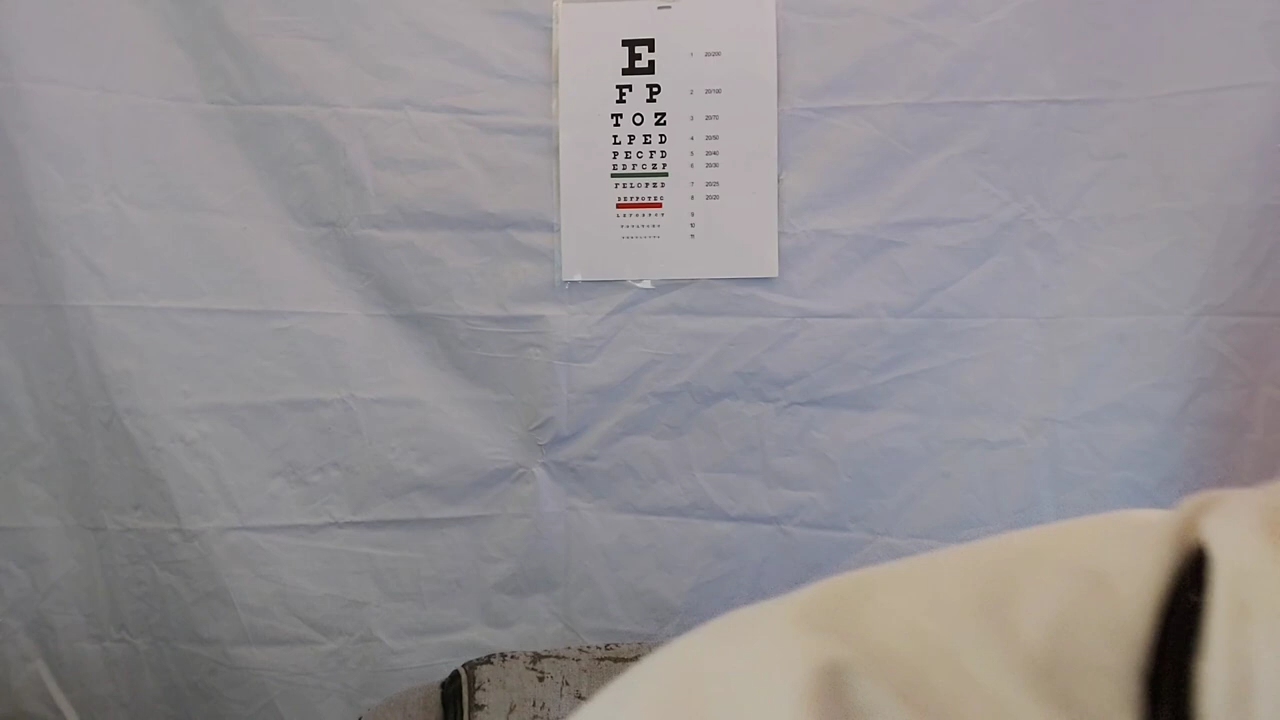 E 1 20/200
F P 2 20/100
T O Z 3 20/70
L P E D 4 20/50
P E C F D 5 20/40
E D F C Z P 6 20/30
F E L O P Z D 7 20/25
D E F P O T E C 8 20/20
9
10
11